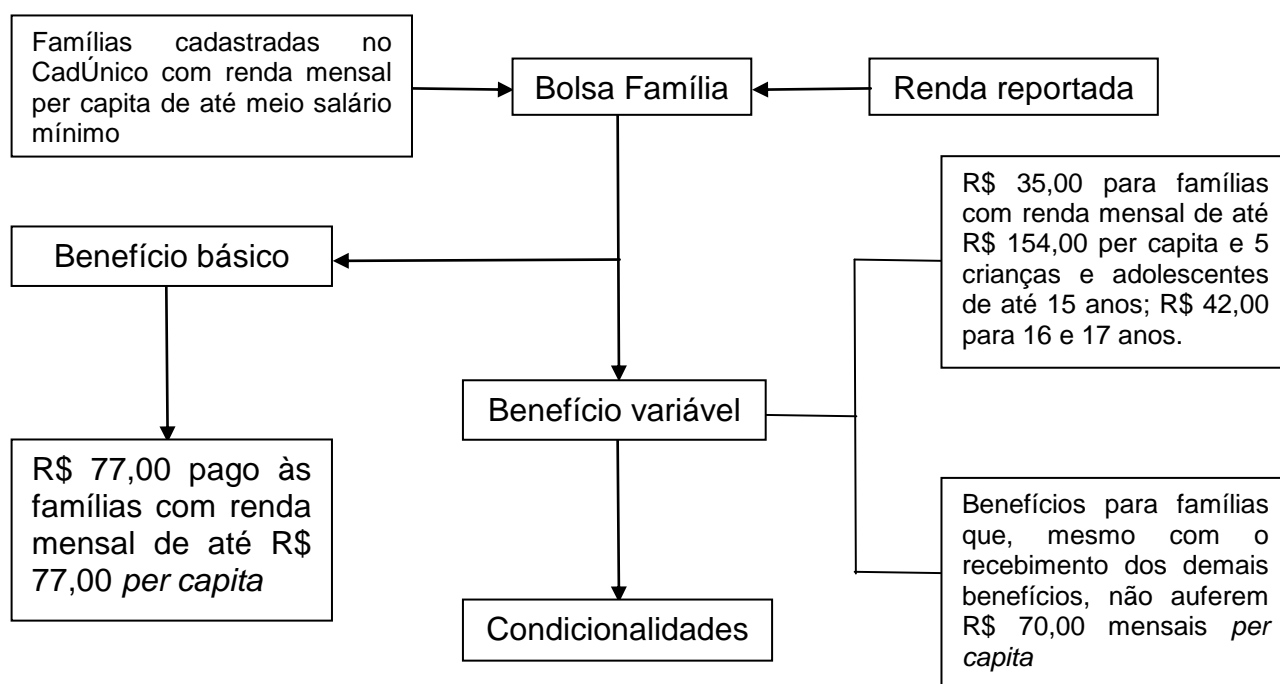 Famílias cadastradas no
CadÚnico com renda mensal
per capita de até meio salário
mínimo
Bolsa Família
Renda reportada
R$ 35,00 para famílias
com renda mensal de até
R$ 154,00 per capita e 5
crianças e adolescentes
de até 15 anos; R$ 42,00
para 16 e 17 anos.
Benefício básico
Benefício variável
R$ 77,00 pago às
famílias com renda
mensal de até R$
77,00 per capita
Benefícios para famílias
que, mesmo com o
recebimento dos demais
benefícios, não auferem
R$ 70,00 mensais per
capita
Condicionalidades